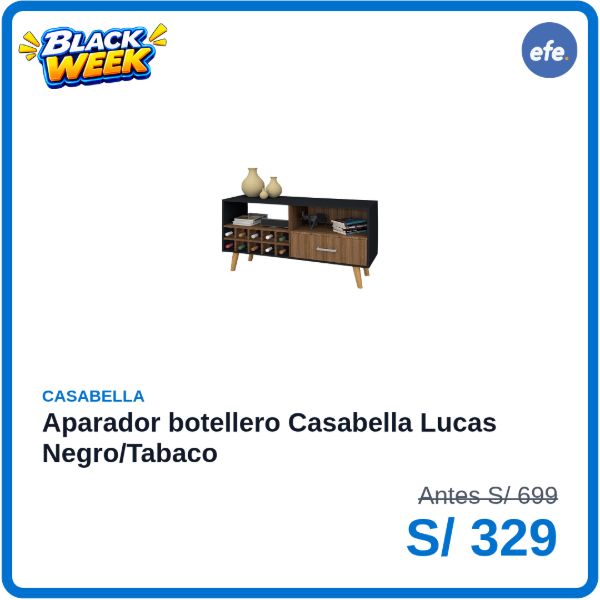 BLACK
WEEK
efe.
CASABELLA
Aparador botellero Casabella Lucas
Negro/Tabaco
Antes S/ 699
S/ 329